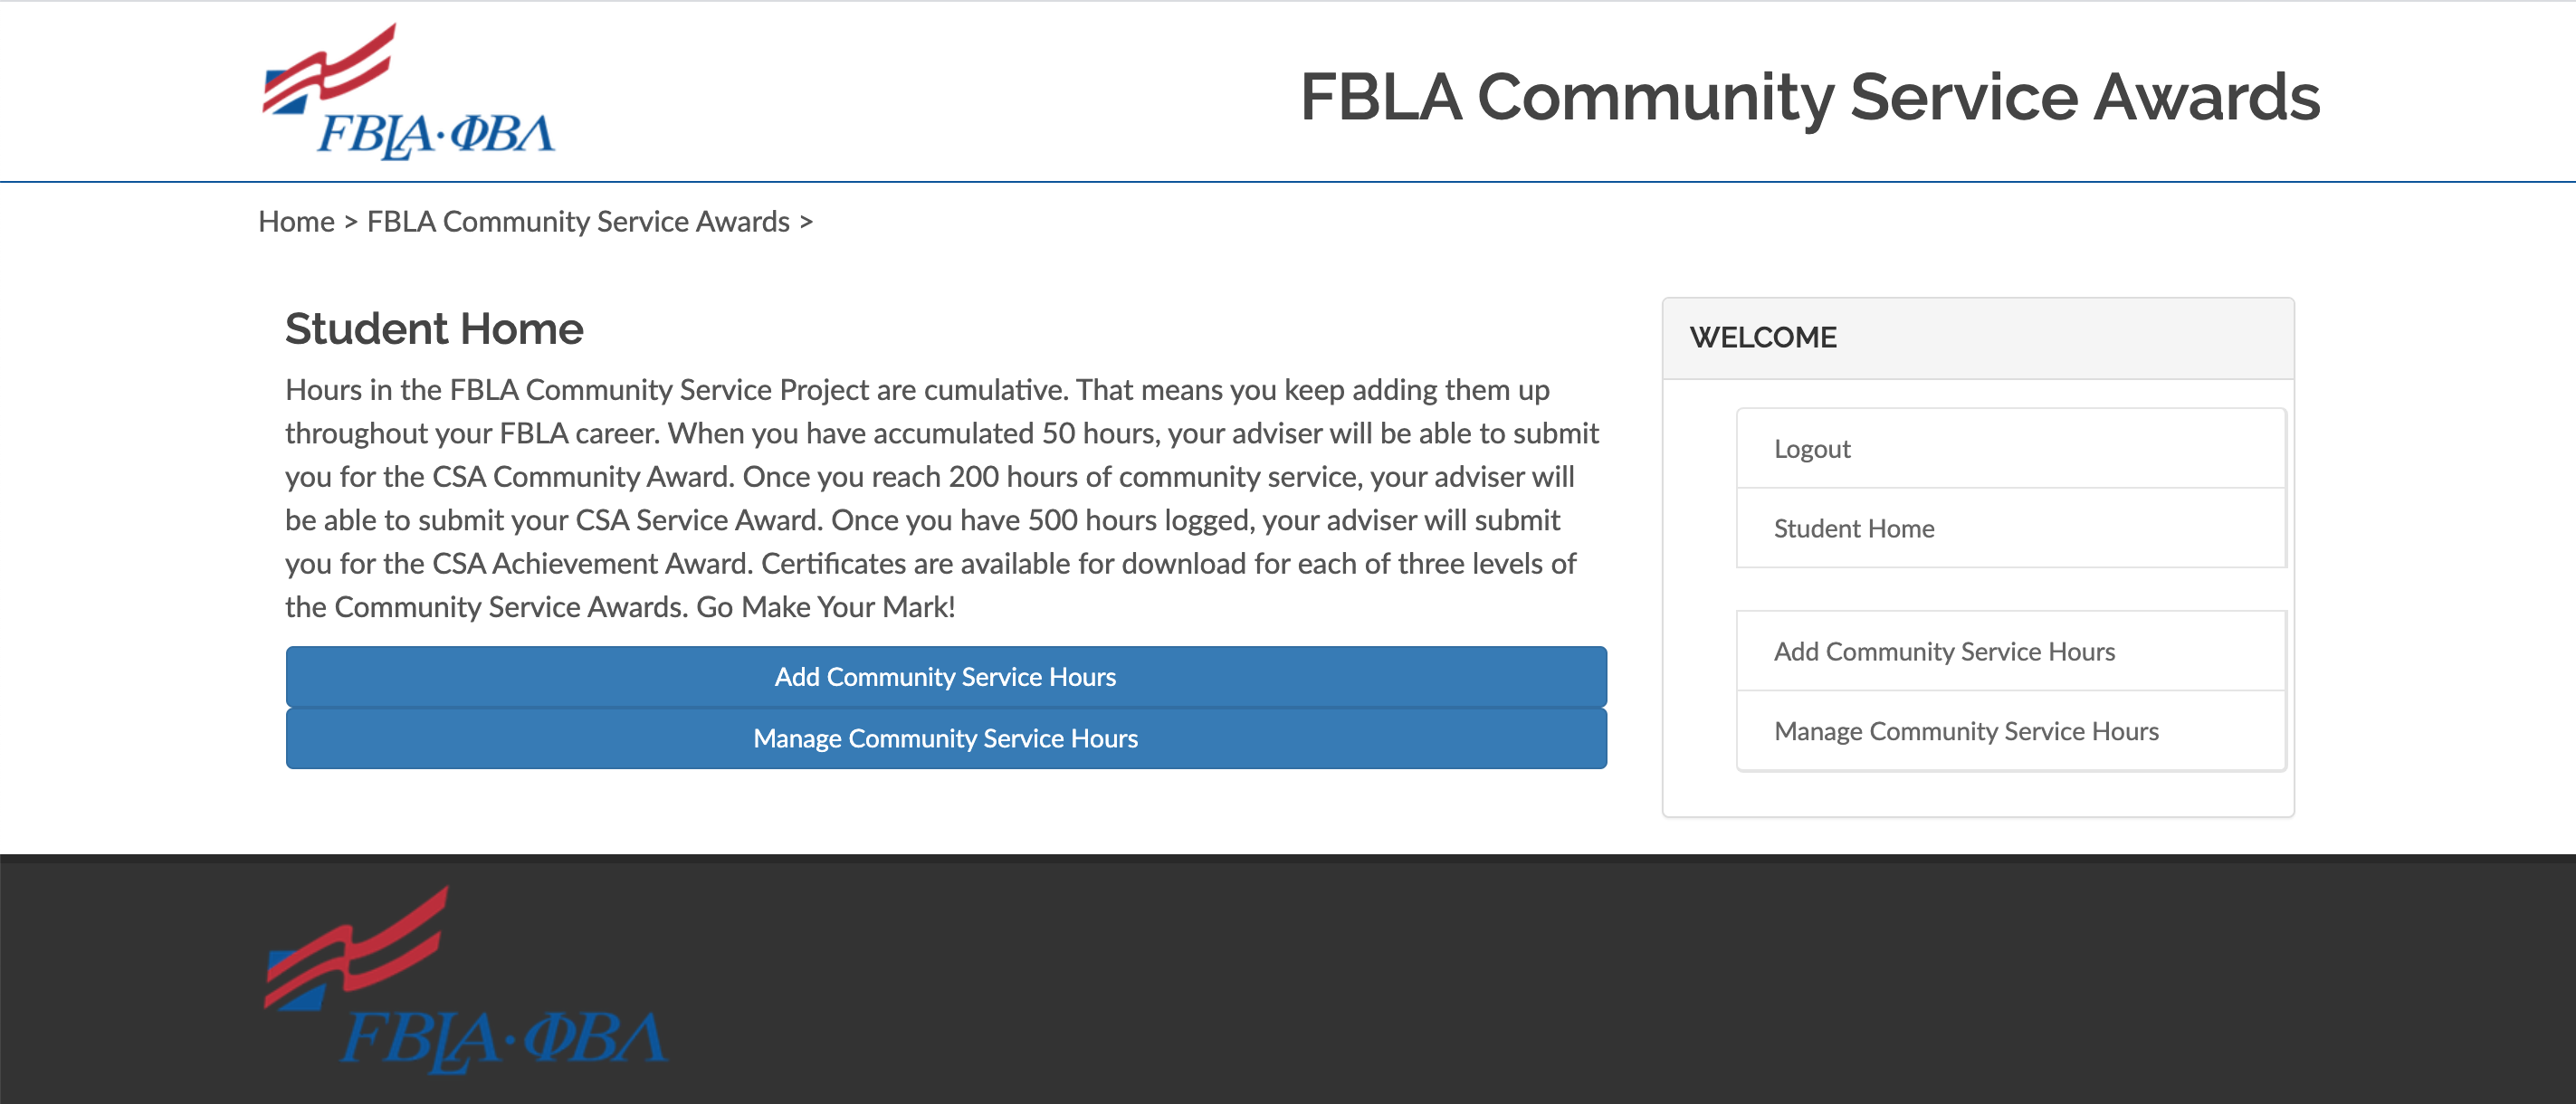 FBLA·ΦΒΛ
FBLA Community Service Awards
Home > FBLA Community Service Awards >
Student Home
Hours in the FBLA Community Service Project are cumulative. That means you keep adding them up
throughout your FBLA career. When you have accumulated 50 hours, your adviser will be able to submit
you for the CSA Community Award. Once you reach 200 hours of community service, your adviser will
be able to submit your CSA Service Award. Once you have 500 hours logged, your adviser will submit
you for the CSA Achievement Award. Certificates are available for download for each of three levels of
the Community Service Awards. Go Make Your Mark!
Add Community Service Hours
Manage Community Service Hours
WELCOME
Logout
Student Home
Add Community Service Hours
Manage Community Service Hours
FBLA·ΦΒΛ